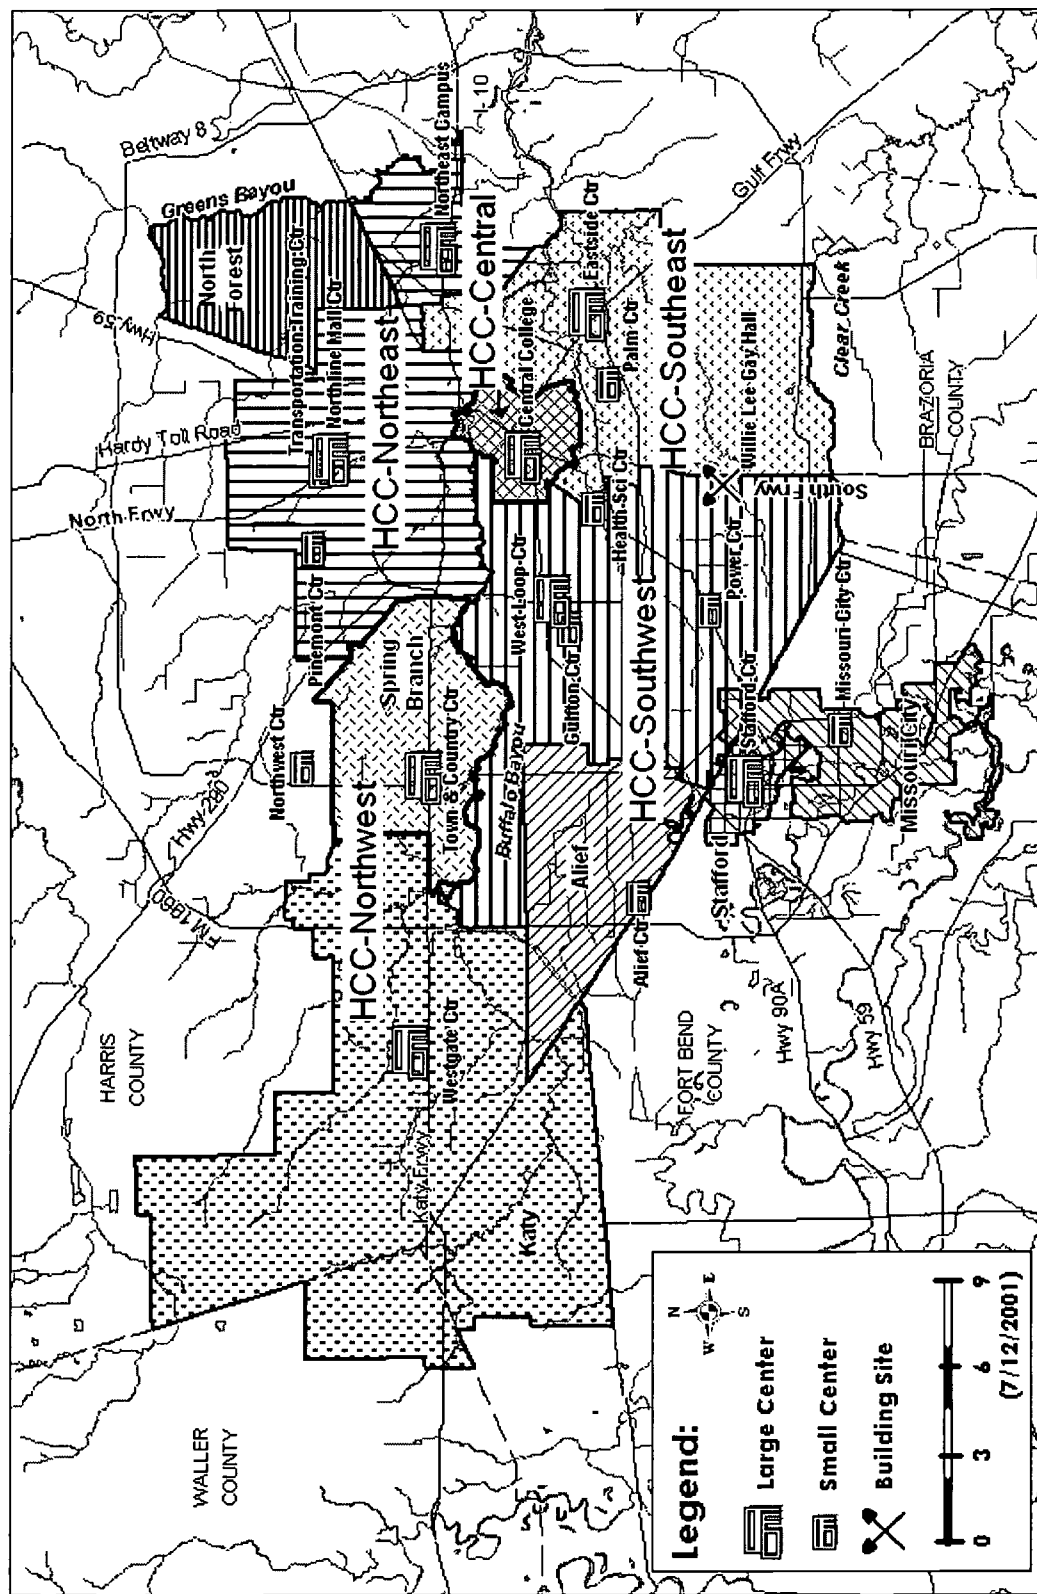 Beltway 8
Greens Bayou
North
Forest
Hwy 59
Hardy Toll Road
North Frwy
Transportation Training Ctr
Northline Mall Ctr
Northeast Campus
I-10
HCC-Northeast
HCC-Central
Central College
Pinemont Ctr
Northwest Ctr
Spring
Branch
Town & Country Ctr
Buffalo Bayou
West Loop Ctr
Gulfton Ctr
Health Sci Ctr
Eastside Ctr
Palm Ctr
HCC-Southeast
Gulf Frwy
Willie Lee Gay Hall
Clear Creek
South Frwy
Power Ctr
HCC-Southwest
Stafford Ctr
Missouri City Ctr
Missouri City
BRAZORIA
COUNTY
Stafford
Alief
Alief Ctr
Hwy 290
FM 1960
HCC-Northwest
Westgate Ctr
Katy Frwy
Katy
HARRIS
COUNTY
WALLER
COUNTY
FORT BEND
COUNTY
Hwy 90A
Hwy 59
Legend:
N
W E
S
Large Center
Small Center
Building Site
0 3 6 9
(7/12/2001)